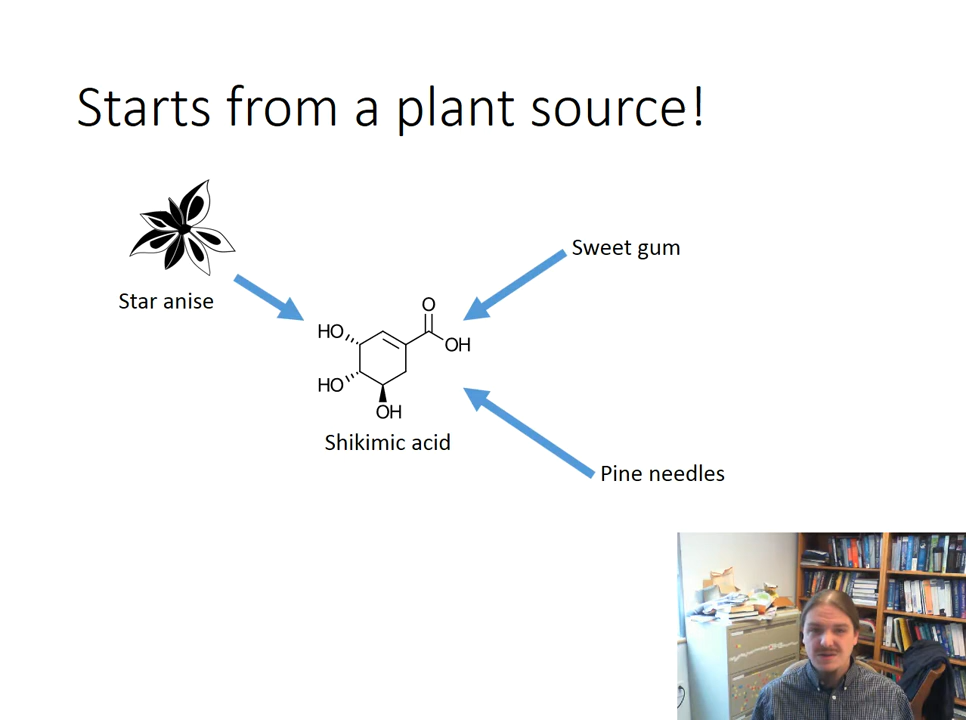 Starts from a plant source!
Sweet gum
Star anise
O
HO
OH
HO
OH
Shikimic acid
Pine needles